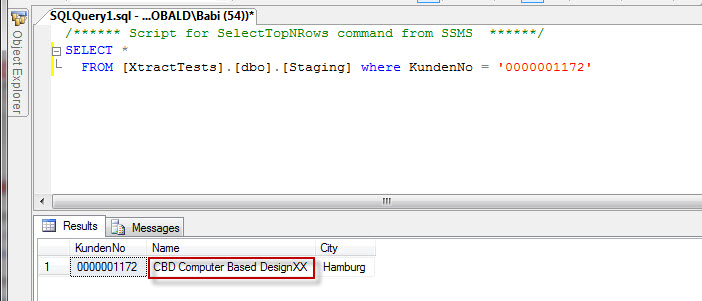 SQLQuery1.sql - ...OBALD\Babi (54))*
Object Explorer
/****** Script for SelectTopNRows command from SSMS  ******/
SELECT *
FROM [XtractTests].[dbo].[Staging] where KundenNo = '0000001172'
Results Messages
KundenNo Name City
1 0000001172 CBD Computer Based DesignXX Hamburg